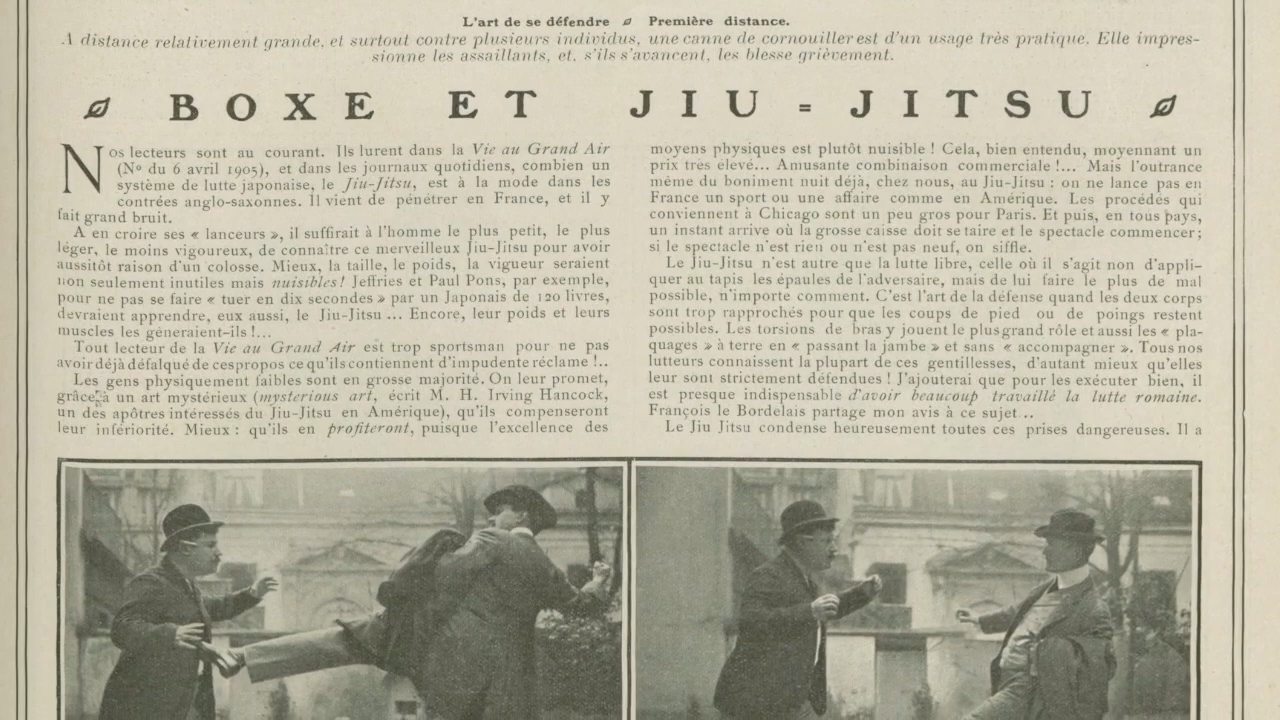 L'art de se défendre Première distance.
A distance relativement grande, et surtout contre plusieurs individus, une canne de cornouiller est d'un usage très pratique. Elle impres-
sionne les assaillants, et, s'ils s'avancent, les blesse grièvement.
BOXE ET JIU-JITSU
Nos lecteurs sont au courant. Ils lurent dans la Vie au Grand Air
(N° du 6 avril 1905), et dans les journaux quotidiens, combien un
système de lutte japonaise, le Jiu-Jitsu, est à la mode dans les
contrées anglo-saxonnes. Il vient de pénétrer en France, et il y
fait grand bruit.
A en croire ses « lanceurs », il suffirait à l'homme le plus petit, le plus
léger, le moins vigoureux, de connaître ce merveilleux Jiu-Jitsu pour avoir
aussitôt raison d'un colosse. Mieux, la taille, le poids, la vigueur seraient
non seulement inutiles mais nuisibles! Jeffries et Paul Pons, par exemple,
pour ne pas se faire « tuer en dix secondes » par un Japonais de 120 livres,
devraient apprendre, eux aussi, le Jiu-Jitsu ... Encore, leur poids et leurs
muscles les gêneraient-ils !...
Tout lecteur de la Vie au Grand Air est trop sportsman pour ne pas
avoir déjà défalqué de ces propos ce qu'ils contiennent d'impudente réclame !..
Les gens physiquement faibles sont en grosse majorité. On leur promet,
grâce à un art mystérieux (mysterious art, écrit M. H. Irving Hancock,
un des apôtres intéressés du Jiu-Jitsu en Amérique), qu'ils compenseront
leur infériorité. Mieux : qu'ils en profiteront, puisque l'excellence des
moyens physiques est plutôt nuisible ! Cela, bien entendu, moyennant un
prix très élevé... Amusante combinaison commerciale !... Mais l'outrance
même du boniment nuit déjà, chez nous, au Jiu-Jitsu : on ne lance pas en
France un sport ou une affaire comme en Amérique. Les procédés qui
conviennent à Chicago sont un peu gros pour Paris. Et puis, en tous pays,
un instant arrive où la grosse caisse doit se taire et le spectacle commencer;
si le spectacle n'est rien ou n'est pas neuf, on siffle.
Le Jiu-Jitsu n'est autre que la lutte libre, celle où il s'agit non d'appli-
quer au tapis les épaules de l'adversaire, mais de lui faire le plus de mal
possible, n'importe comment. C'est l'art de la défense quand les deux corps
sont trop rapprochés pour que les coups de pied ou de poings restent
possibles. Les torsions de bras y jouent le plus grand rôle et aussi les « pla-
quages » à terre en « passant la jambe » et sans « accompagner ». Tous nos
lutteurs connaissent la plupart de ces gentillesses, d'autant mieux qu'elles
leur sont strictement défendues ! J'ajouterai que pour les exécuter bien, il
est presque indispensable d'avoir beaucoup travaillé la lutte romaine.
François le Bordelais partage mon avis à ce sujet...
Le Jiu Jitsu condense heureusement toutes ces prises dangereuses. Il a